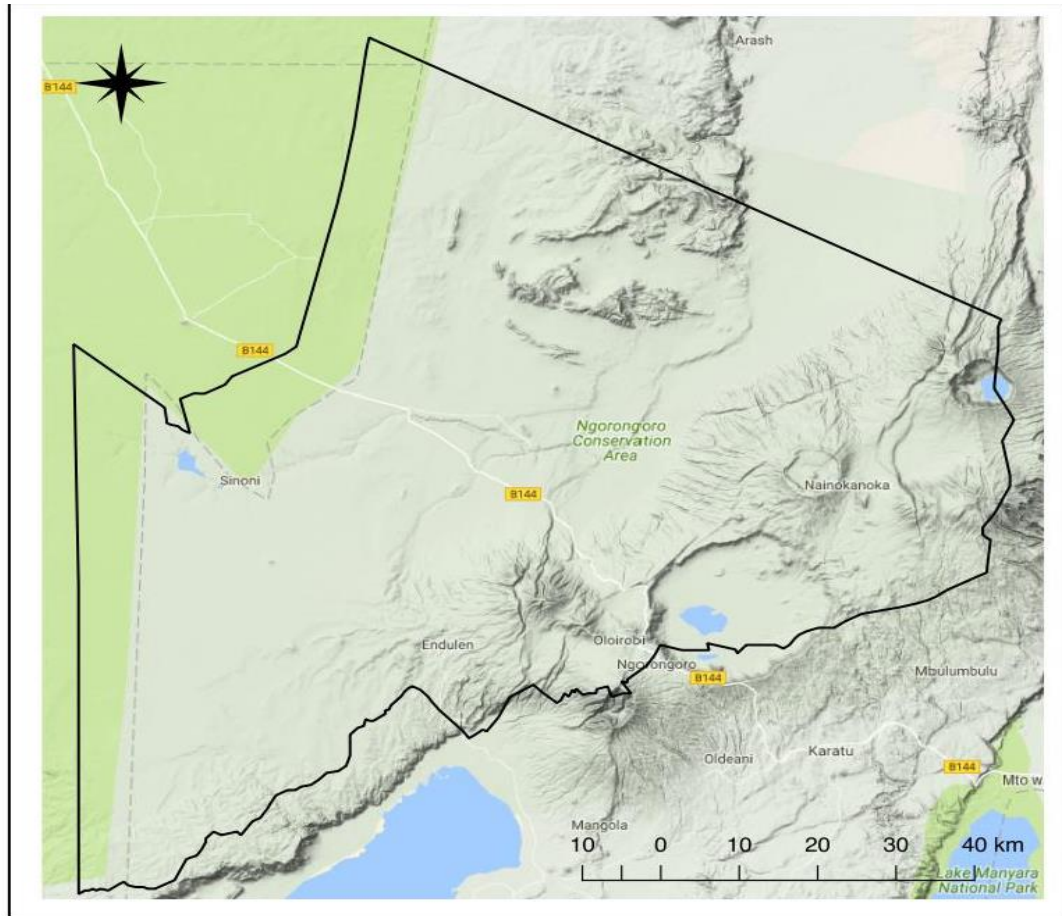 Arash
B144
B144
Ngorongoro
Conservation
Area
Sinoni
Nainokanoka
B144
Endulen
Oloirobi
Ngorongoro
B144
Mbulumbulu
Oldeani
Karatu
B144
Mto w
Mangola
10 0 10 20 30 40 km
Lake Manyara
National Park